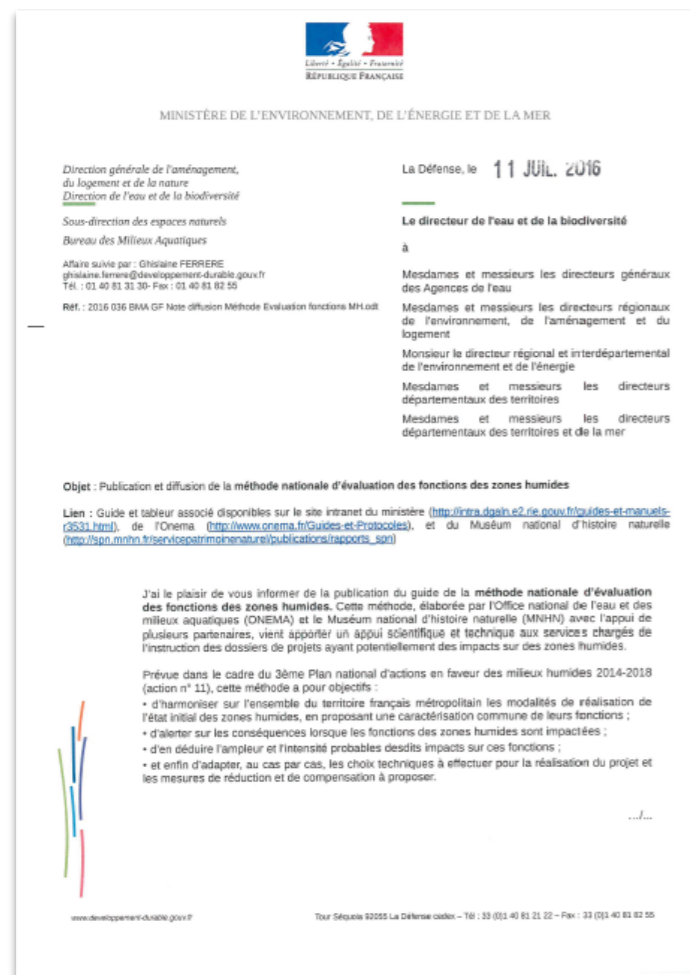 Liberté • Égalité • Fraternité
RÉPUBLIQUE FRANÇAISE
MINISTÈRE DE L'ENVIRONNEMENT, DE L'ÉNERGIE ET DE LA MER
Direction générale de l'aménagement,
du logement et de la nature
Direction de l'eau et de la biodiversité
Sous-direction des espaces naturels
Bureau des Milieux Aquatiques
Affaire suivie par : Ghislaine FERRERE
ghislaine.ferrere@developpement-durable.gouv.fr
Tél. : 01 40 81 31 30- Fax : 01 40 81 82 55
Réf. : 2016 036 BMA GF Note diffusion Méthode Evaluation fonctions MH.odt
La Défense, le 11 JUIL. 2016
Le directeur de l'eau et de la biodiversité
à
Mesdames et messieurs les directeurs généraux
des Agences de l'eau
Mesdames et messieurs les directeurs régionaux
de l'environnement, de l'aménagement et du
logement
Monsieur le directeur régional et interdépartemental
de l'environnement et de l'énergie
Mesdames et messieurs les directeurs
départementaux des territoires
Mesdames et messieurs les directeurs
départementaux des territoires et de la mer
Objet : Publication et diffusion de la méthode nationale d'évaluation des fonctions des zones humides
Lien : Guide et tableur associé disponibles sur le site intranet du ministère (http://intra.dgaln.e2.rie.gouv.fr/guides-et-manuels-
r3531.html), de l'Onema (http://www.onema.fr/Guides-et-Protocoles), et du Muséum national d'histoire naturelle
(http://spn.mnhn.fr/servicepatrimoinenaturel/publications/rapports_spn)
J'ai le plaisir de vous informer de la publication du guide de la méthode nationale d'évaluation
des fonctions des zones humides. Cette méthode, élaborée par l'Office national de l'eau et des
milieux aquatiques (ONEMA) et le Muséum national d'histoire naturelle (MNHN) avec l'appui de
plusieurs partenaires, vient apporter un appui scientifique et technique aux services chargés de
l'instruction des dossiers de projets ayant potentiellement des impacts sur des zones humides.
Prévue dans le cadre du 3ème Plan national d'actions en faveur des milieux humides 2014-2018
(action n° 11), cette méthode a pour objectifs :
• d'harmoniser sur l'ensemble du territoire français métropolitain les modalités de réalisation de
l'état initial des zones humides, en proposant une caractérisation commune de leurs fonctions ;
• d'alerter sur les conséquences lorsque les fonctions des zones humides sont impactées ;
• d'en déduire l'ampleur et l'intensité probables desdits impacts sur ces fonctions ;
• et enfin d'adapter, au cas par cas, les choix techniques à effectuer pour la réalisation du projet et
les mesures de réduction et de compensation à proposer.
.../...
www.developpement-durable.gouv.fr
Tour Séquoia 92055 La Défense cedex – Tél : 33 (0)1 40 81 21 22 – Fax : 33 (0)1 40 81 82 55